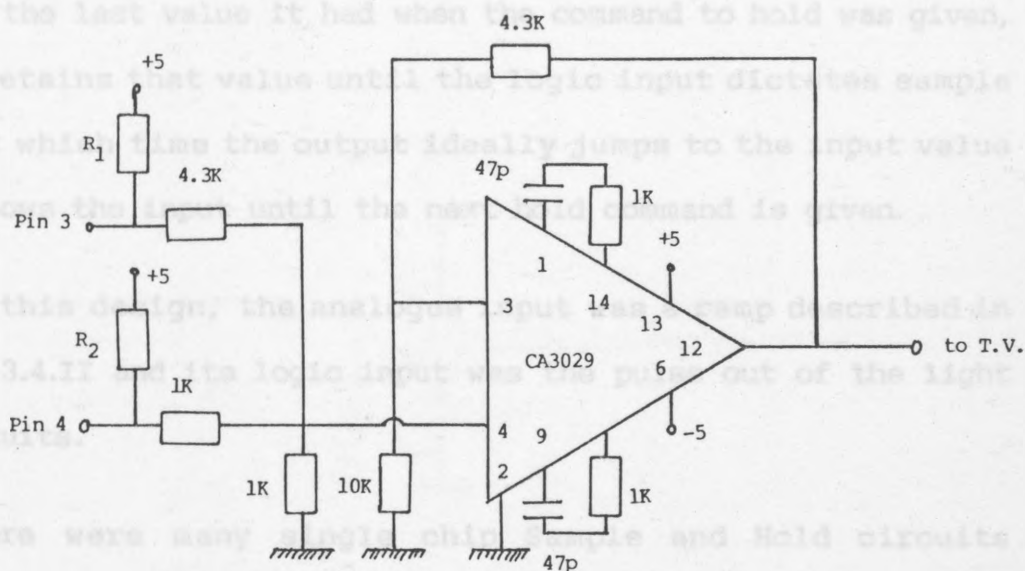 the last value it had when the command to hold was given,
4.3K
etains that value until the logic input dictates sample
+5
which time the output ideally jumps to the input value
R1
4.3K
47p
1K
ows the input until the next hold command is given.
Pin 3
+5
+5
1
this design, the analogue input was a ramp described in
3
14
13
R2
12
to T.V.
3.4.II and its logic input was the pulse out of the light
CA3029
6
1K
Pin 4
4
9
-5
uits.
2
1K
10K
1K
re were many single chip Sample and Hold circuits
47p